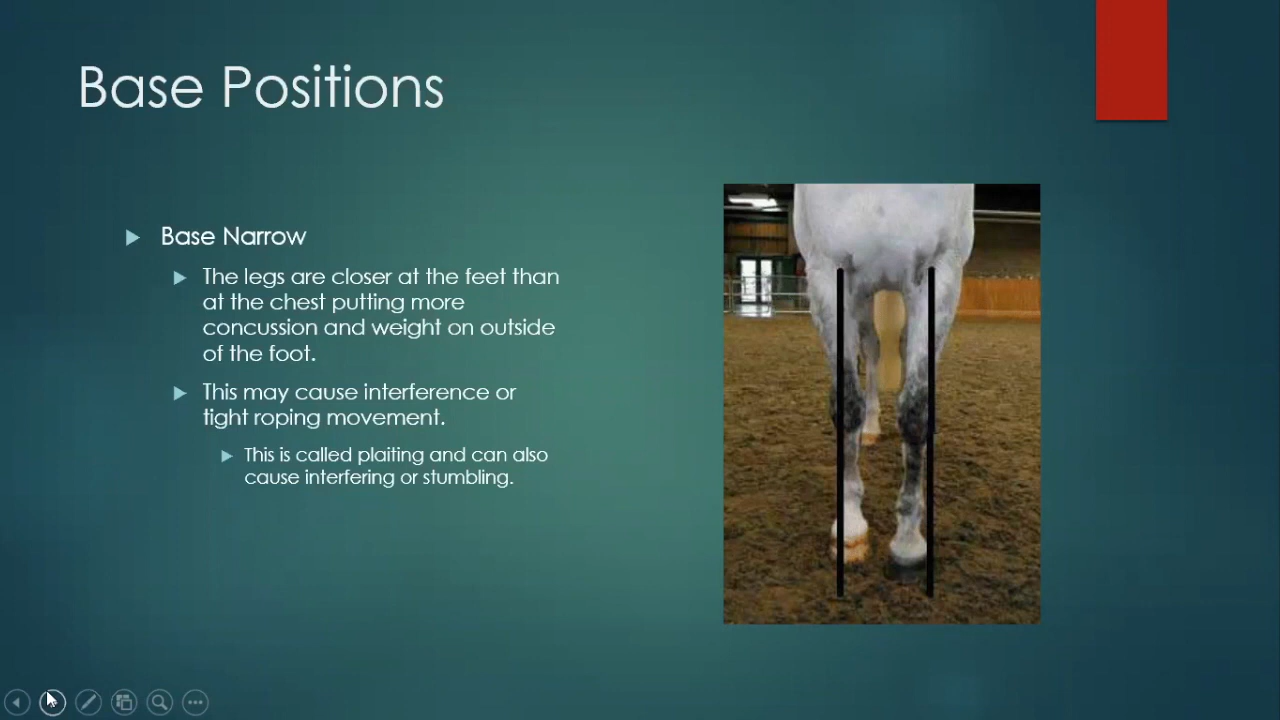 Base Positions
Base Narrow
The legs are closer at the feet than
at the chest putting more
concussion and weight on outside
of the foot.
This may cause interference or
tight roping movement.
This is called plaiting and can also
cause interfering or stumbling.